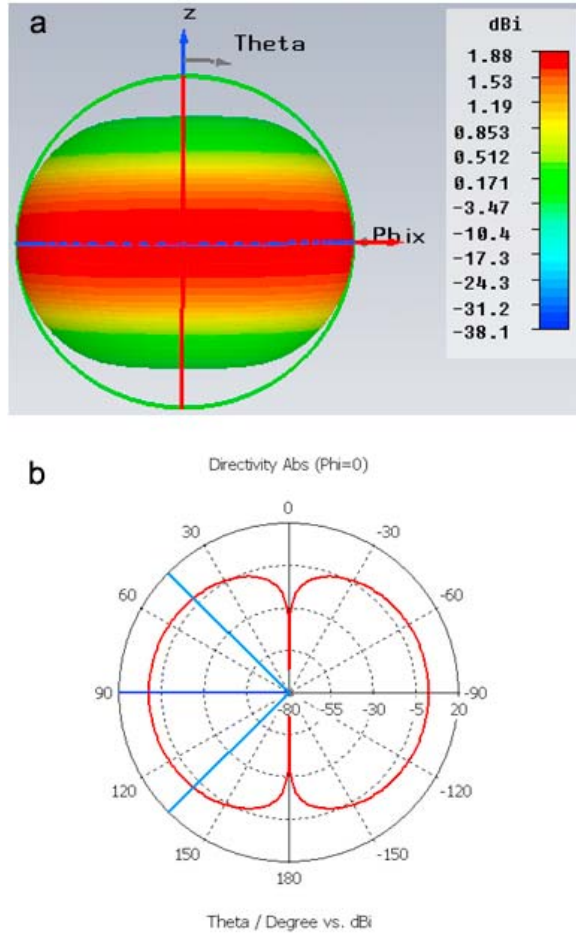 a
z
Theta
Phi x
dBi
1.88
1.53
1.19
0.853
0.512
0.171
-3.47
-10.4
-17.3
-24.3
-31.2
-38.1
b
Directivity Abs (Phi=0)
0
30 -30
60 -60
90 -80 -55 -30 -5 20 -90
120 -120
150 -150
180
Theta / Degree vs. dBi